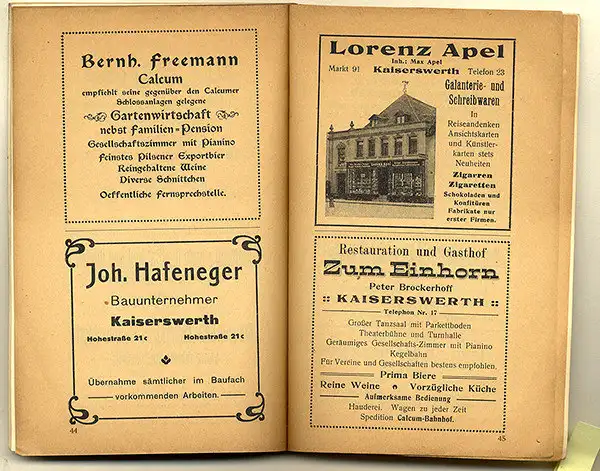 Bernh. Freemann
Calcum
empfiehlt seine gegenüber den Calcumer
Schlossanlagen gelegene
Gartenwirtschaft
nebst Familien-Pension
Gesellschaftszimmer mit Pianino
Feinstes Pilsener Exportbier
Reingehaltene Weine
Diverse Schnittchen
Oeffentliche Fernsprechstelle.
Joh. Hafeneger
Bauunternehmer
Kaiserswerth
Hohestraße 21c Hohestraße 21c
Übernahme sämtlicher im Baufach
vorkommenden Arbeiten.
44
Lorenz Apel
Inh.: Max Apel
Markt 91 Kaiserswerth Telefon 23
Galanterie- und
Schreibwaren
In
Reiseandenken
Ansichtskarten
und Künstler-
karten stets
Neuheiten
Zigarren
Zigaretten
Schokoladen und
Konfitüren
Fabrikate nur
erster Firmen.
Restauration und Gasthof
Zum Einhorn
Peter Brockerhoff
:: KAISERSWERTH ::
Telephon Nr. 17
Großer Tanzsaal mit Parkettboden
Theaterbühne und Turnhalle
Geräumiges Gesellschafts-Zimmer mit Pianino
Kegelbahn
Für Vereine und Gesellschaften bestens empfohlen.
Prima Biere
Reine Weine Vorzügliche Küche
Aufmerksame Bedienung
Hauderei. Wagen zu jeder Zeit
Spedition Calcum-Bahnhof.
45